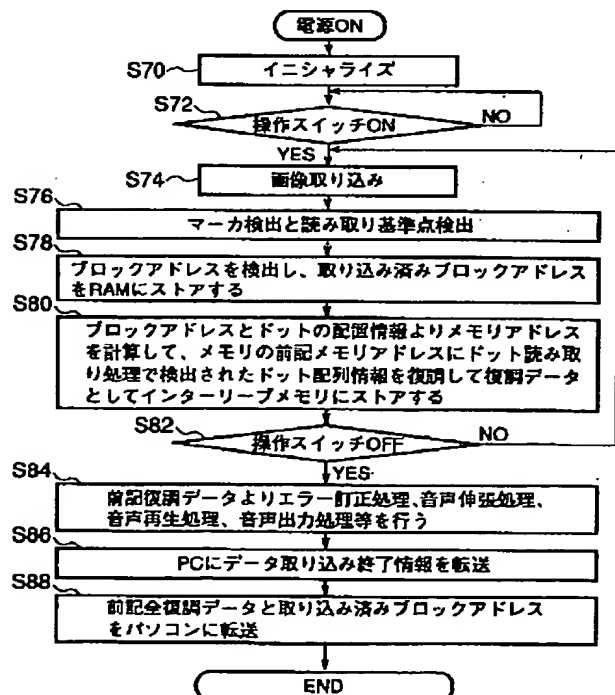 電源ON
S70
イニシャライズ
S72
操作スイッチON
NO
YES
S74
画像取り込み
S76
マーカ検出と読み取り基準点検出
S78
ブロックアドレスを検出し、取り込み済みブロックアドレス
をRAMにストアする
S80
ブロックアドレスとドットの配置情報よりメモリアドレス
を計算して、メモリの前記メモリアドレスにドット読み取
り処理で検出されたドット配列情報を復調して復調データ
としてインターリーブメモリにストアする
S82
操作スイッチOFF
NO
YES
S84
前記復調データよりエラー訂正処理、音声伸張処理、
音声再生処理、音声出力処理等を行う
S86
PCにデータ取り込み終了情報を転送
S88
前記全復調データと取り込み済みブロックアドレス
をパソコンに転送
END